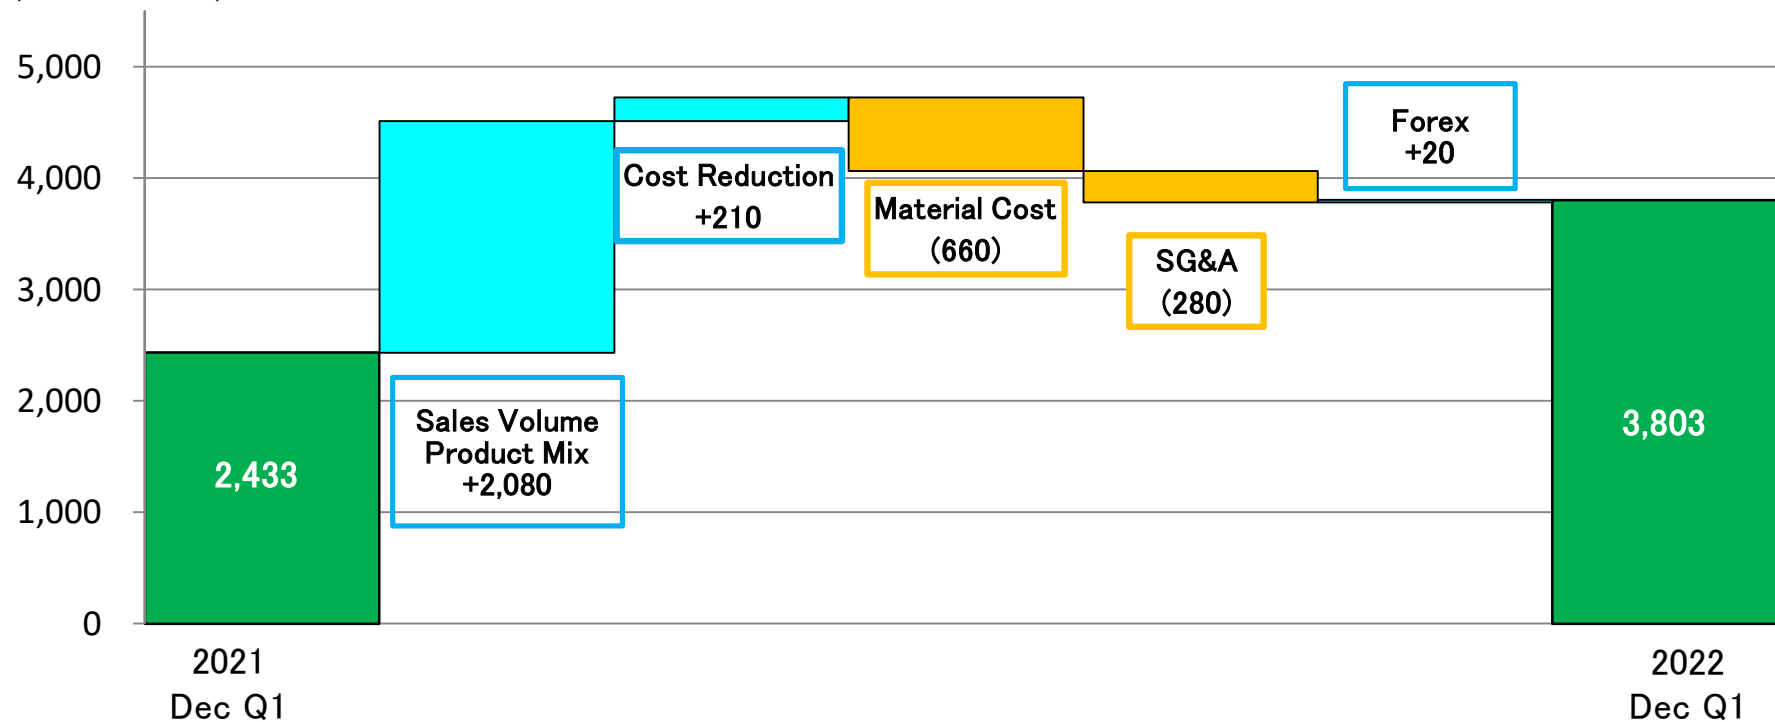 5,000
4,000
3,000
2,000
1,000
0
2,433
Sales Volume
Product Mix
+2,080
Cost Reduction
+210
Material Cost
(660)
SG&A
(280)
Forex
+20
3,803
2021
Dec Q1
2022
Dec Q1